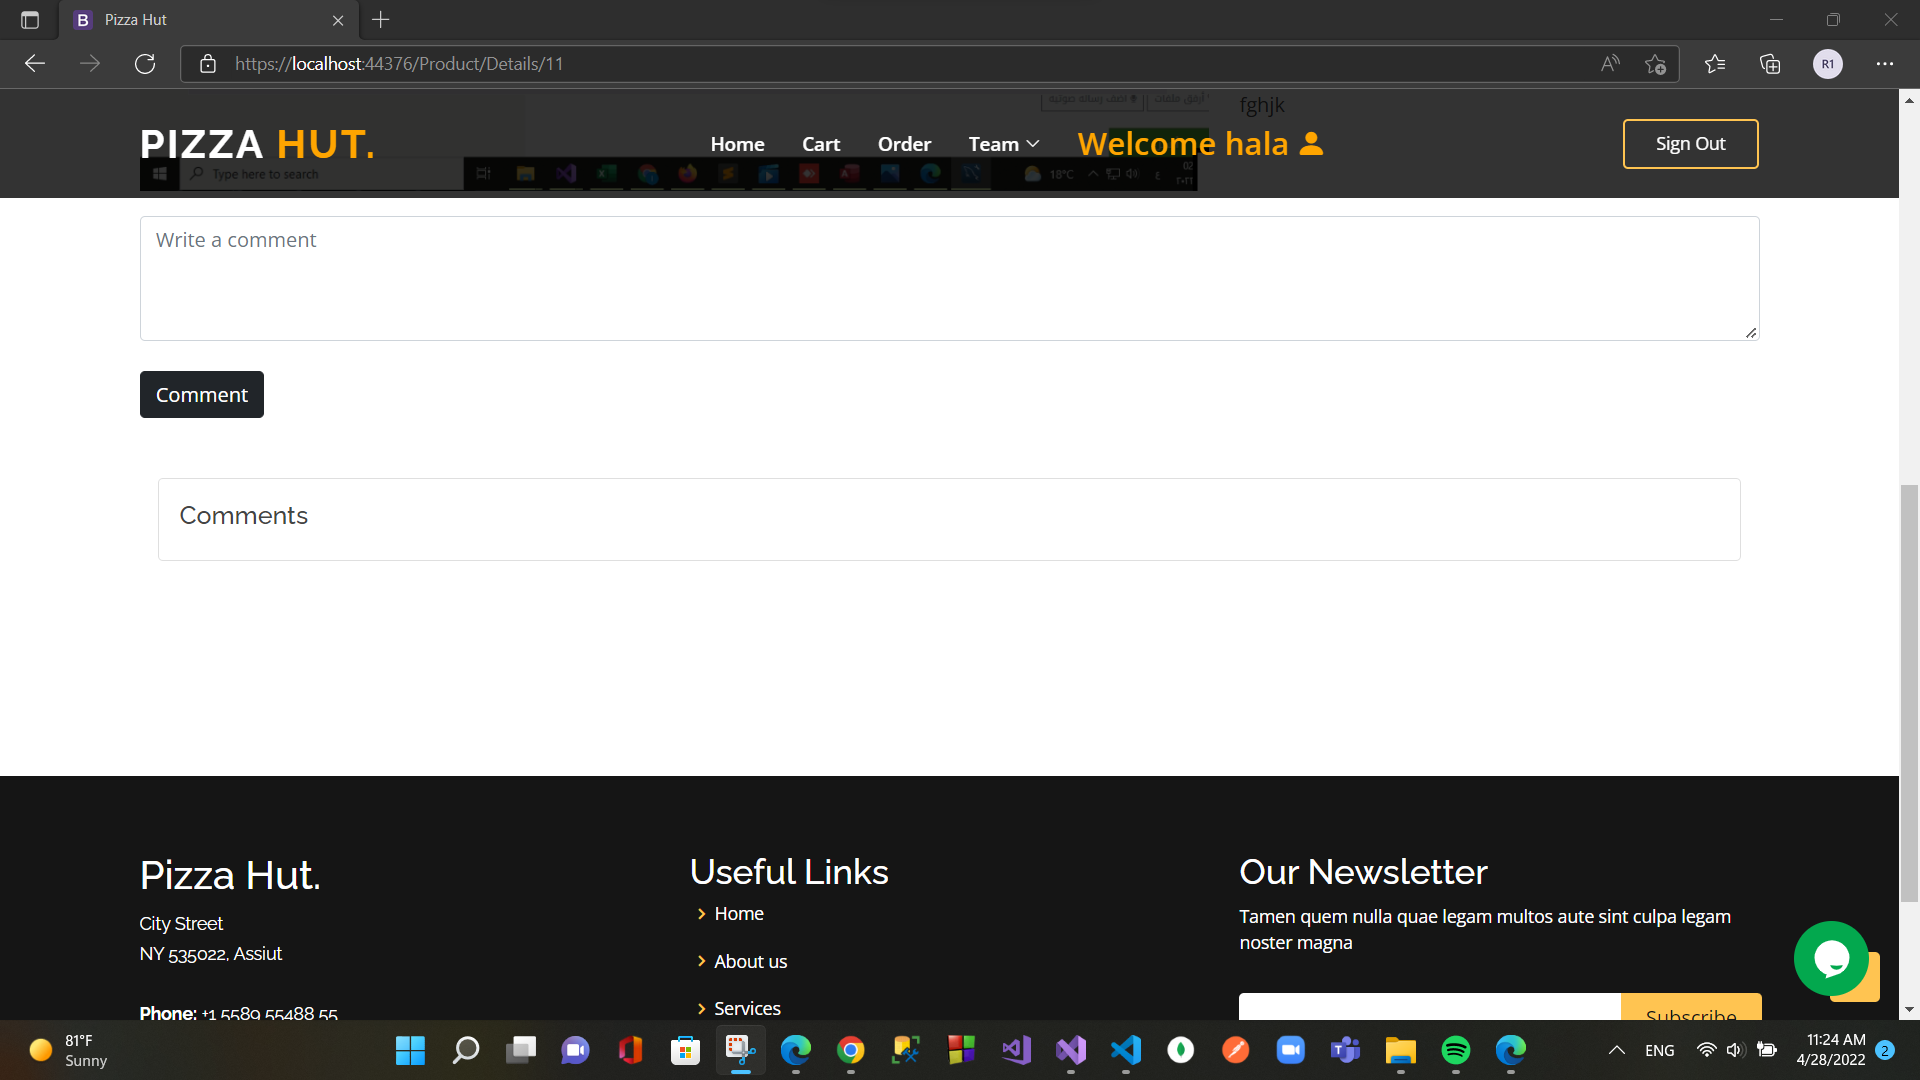 B Pizza Hut
https://localhost:44376/Product/Details/11
R1
fghjk
PIZZA HUT.
Home
Cart
Order
Team
Welcome hala
Sign Out
Type here to search
18°C
Write a comment
Comment
Comments
Pizza Hut.
City Street
NY 535022, Assiut
Phone: +1 5589 55488 55
Useful Links
Home
About us
Services
Our Newsletter
Tamen quem nulla quae legam multos aute sint culpa legam
noster magna
Subscribe
81°F
Sunny
ENG
11:24 AM
4/28/2022
2